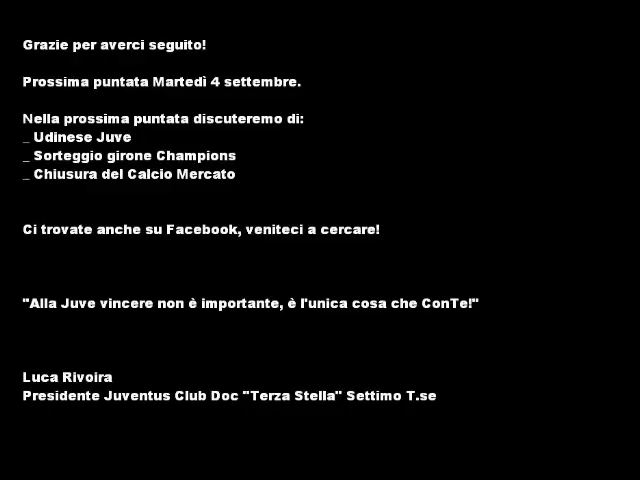 Grazie per averci seguito!
Prossima puntata Martedì 4 settembre.
Nella prossima puntata discuteremo di:
_ Udinese Juve
_ Sorteggio girone Champions
_ Chiusura del Calcio Mercato
Ci trovate anche su Facebook, veniteci a cercare!
"Alla Juve vincere non è importante, è l'unica cosa che ConTe!"
Luca Rivoira
Presidente Juventus Club Doc "Terza Stella" Settimo T.se